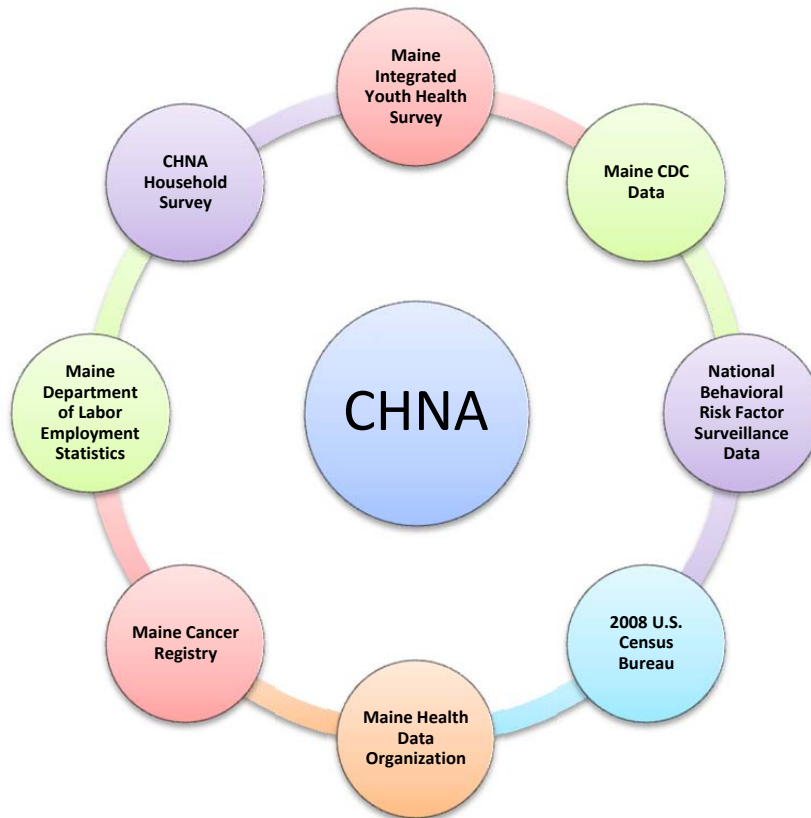 Maine
Integrated
Youth Health
Survey
CHNA
Household
Survey
Maine CDC
Data
Maine
Department
of Labor
Employment
Statistics
CHNA
National
Behavioral
Risk Factor
Surveillance
Data
Maine Cancer
Registry
2008 U.S.
Census
Bureau
Maine Health
Data
Organization